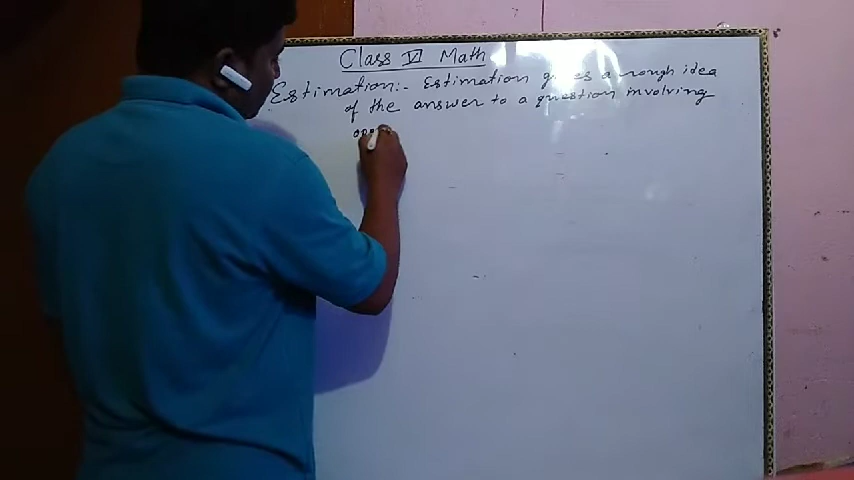 Class VI Math
Estimation:- Estimation gives a rough idea
of the answer to a question involving